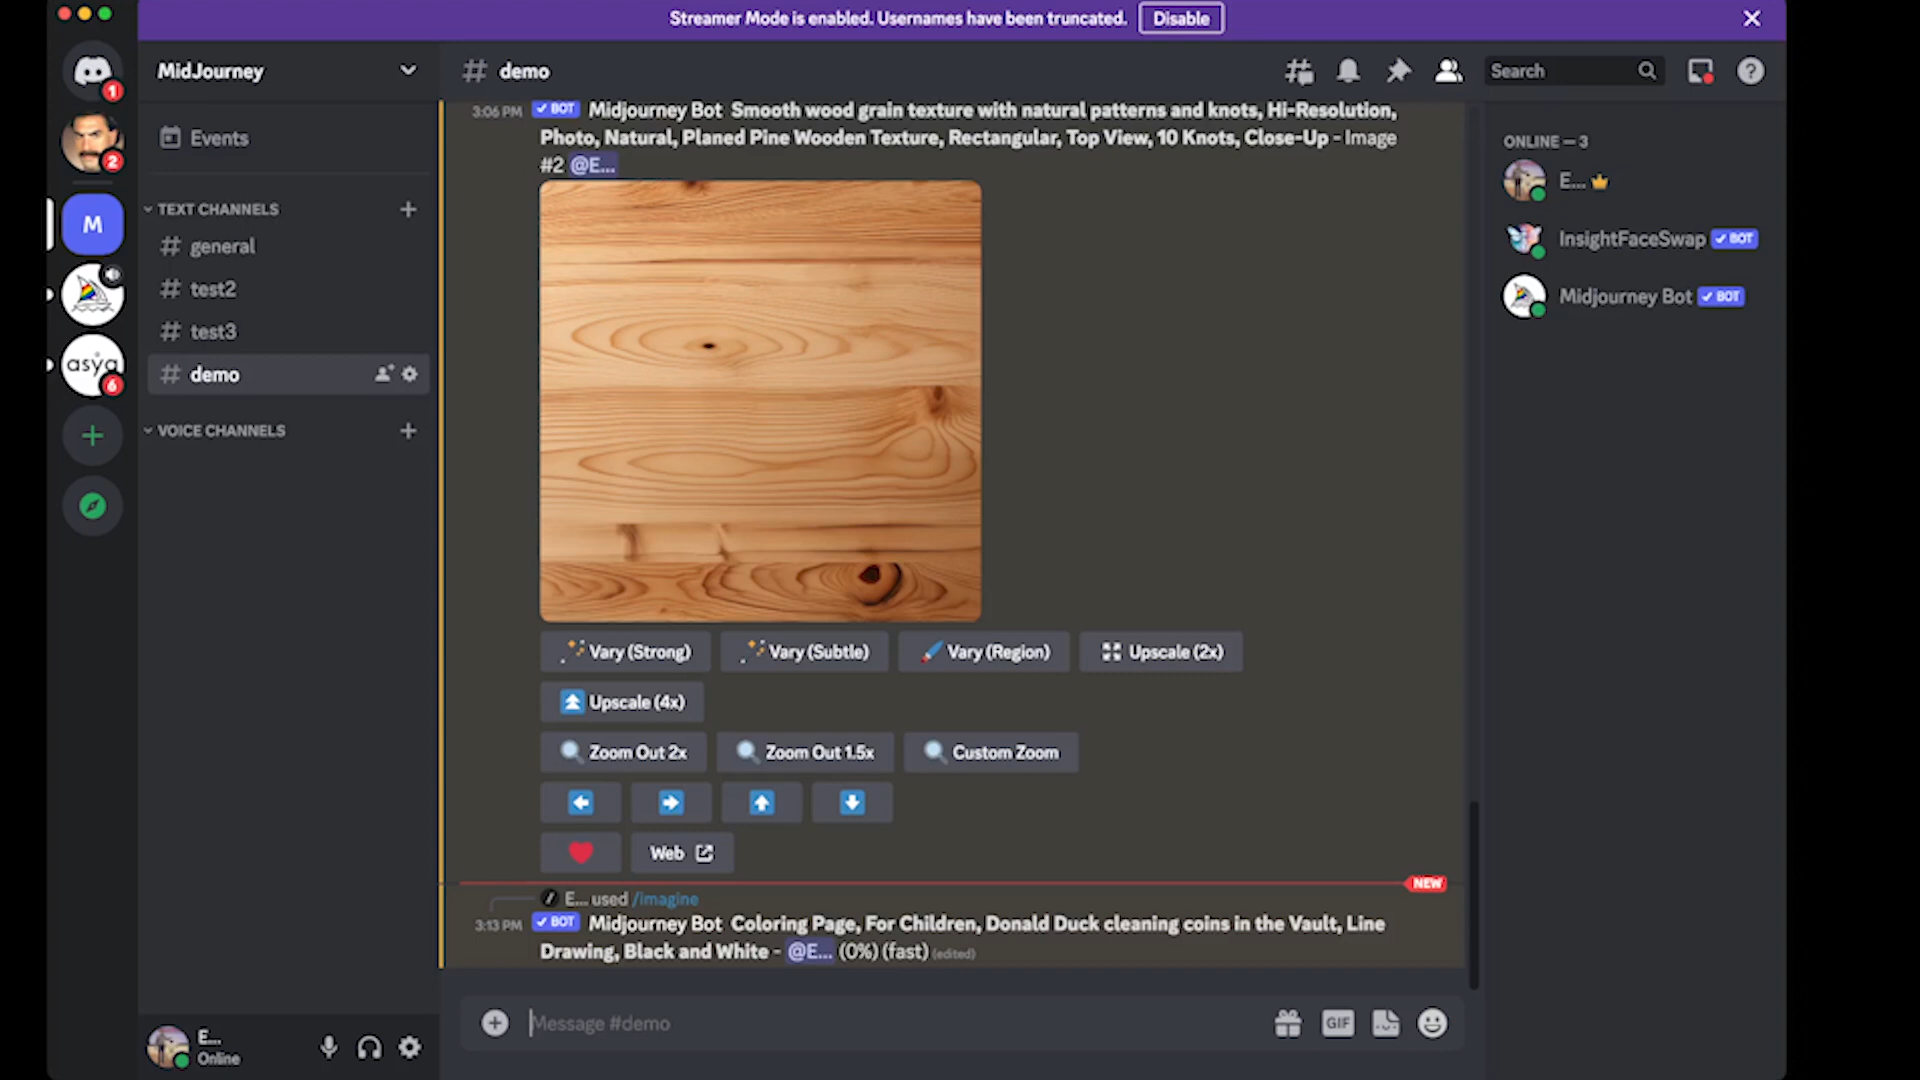 Streamer Mode is enabled. Usernames have been truncated. Disable
MidJourney
demo
Search
1
2
M
asya
6
Events
TEXT CHANNELS
general
test2
test3
demo
VOICE CHANNELS
E...
Online
3:06 PM BOT Midjourney Bot Smooth wood grain texture with natural patterns and knots, Hi-Resolution,
Photo, Natural, Planed Pine Wooden Texture, Rectangular, Top View, 10 Knots, Close-Up - Image
#2 @E...
Vary (Strong) Vary (Subtle) Vary (Region) Upscale (2x)
Upscale (4x)
Zoom Out 2x Zoom Out 1.5x Custom Zoom
Web
NEW
E... used /imagine
3:13 PM BOT Midjourney Bot Coloring Page, For Children, Donald Duck cleaning coins in the Vault, Line
Drawing, Black and White - @E... (0%) (fast) (edited)
Message #demo
GIF
ONLINE — 3
E...
InsightFaceSwap BOT
Midjourney Bot BOT